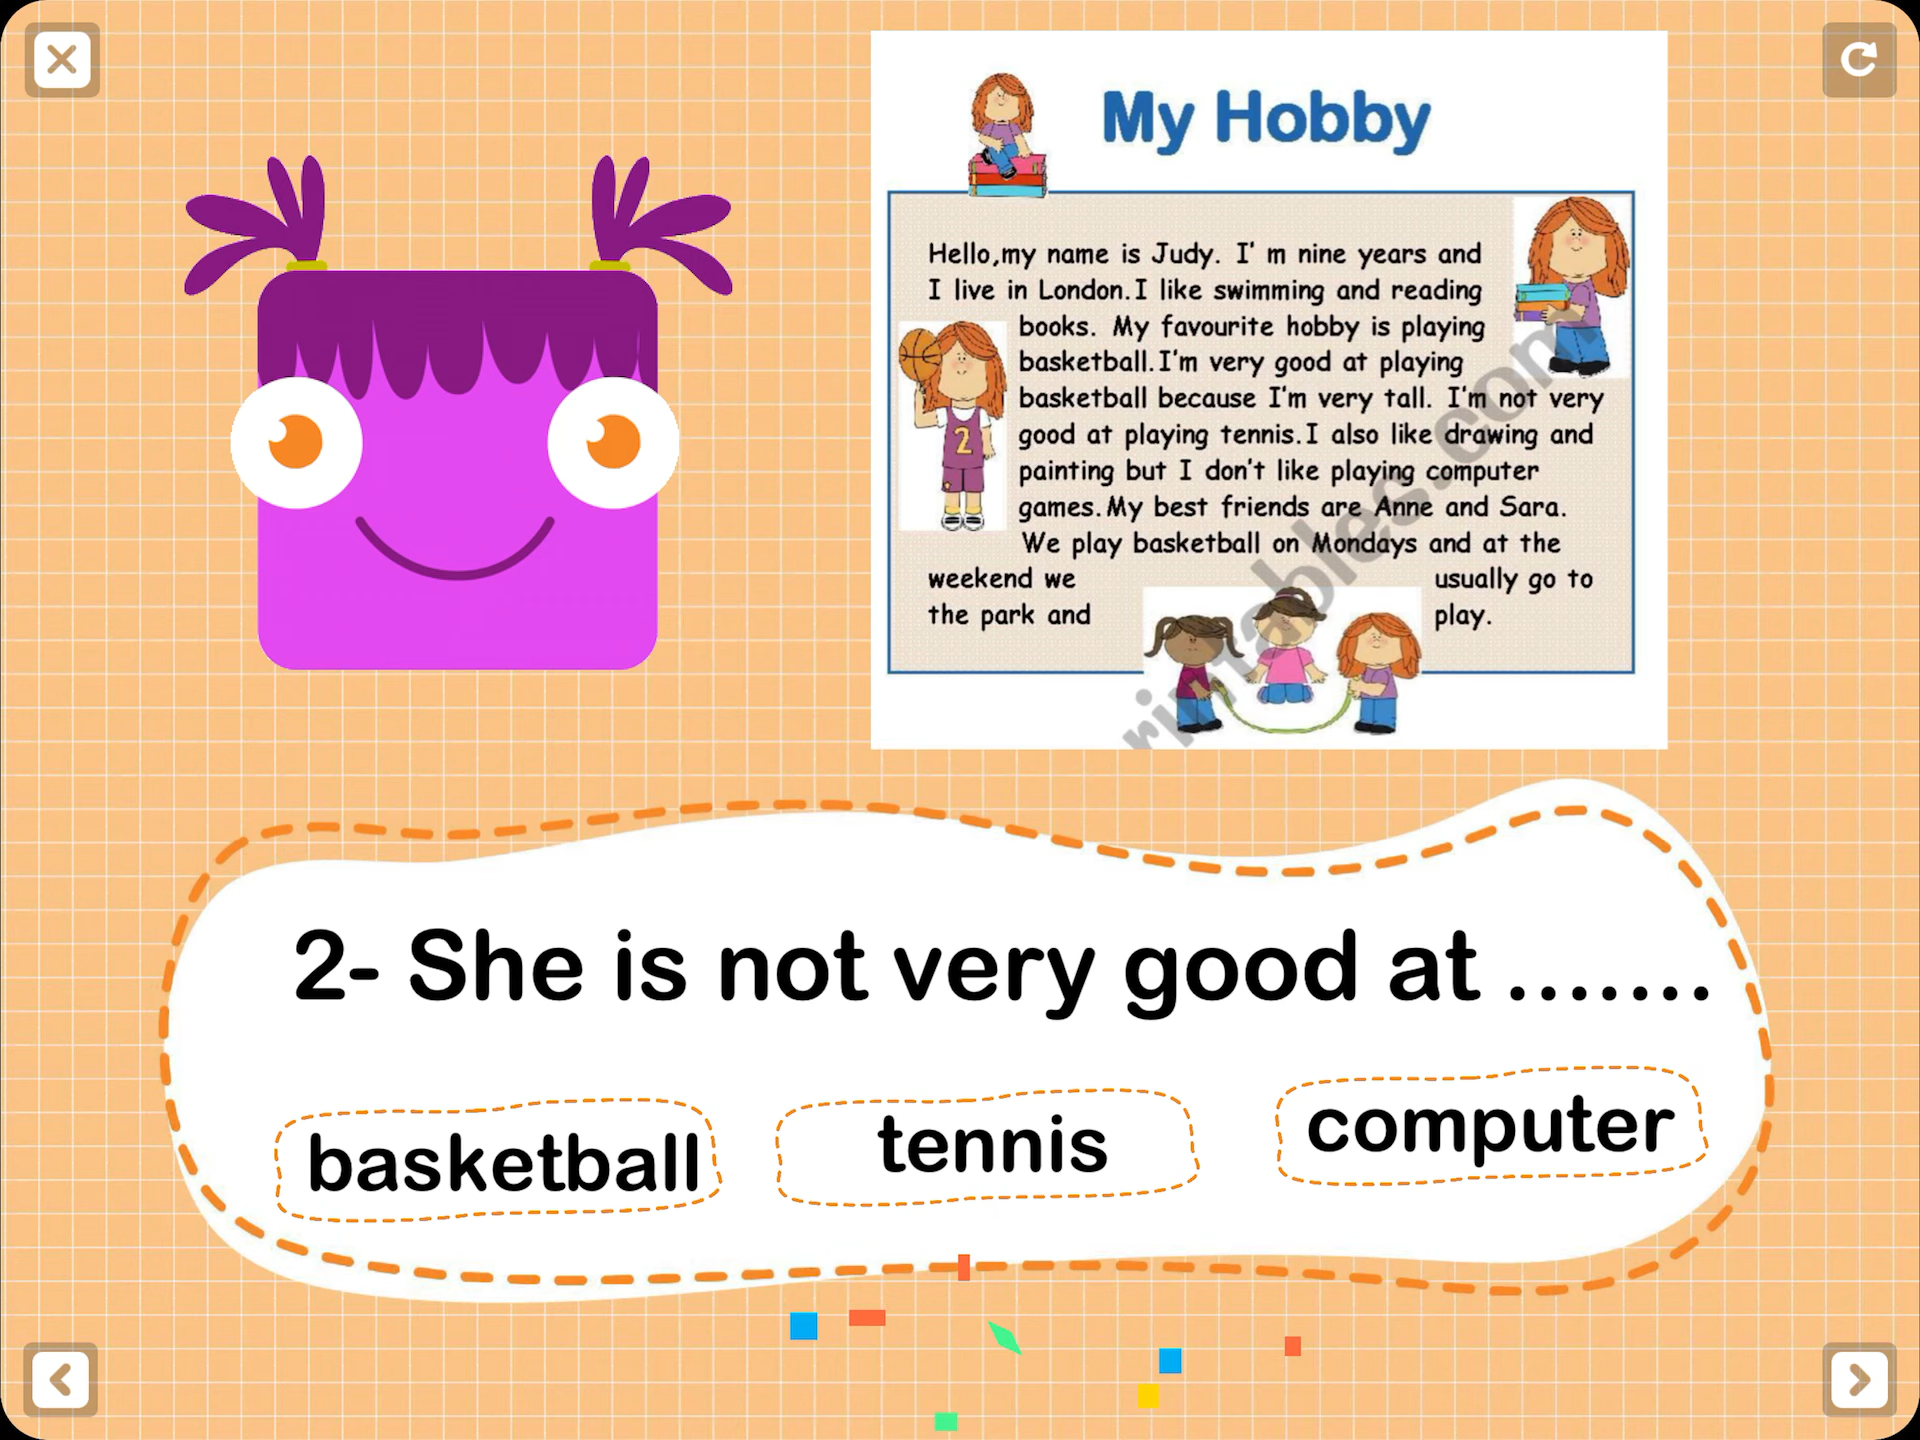 My Hobby
Hello,my name is Judy. I' m nine years and
I live in London.I like swimming and reading
books. My favourite hobby is playing
basketball.I'm very good at playing
basketball because I'm very tall. I'm not very
good at playing tennis.I also like drawing and
painting but I don't like playing computer
games.My best friends are Anne and Sara.
We play basketball on Mondays and at the
weekend we usually go to
the park and play.
2
rintables.com
2- She is not very good at .......
basketball
tennis
computer